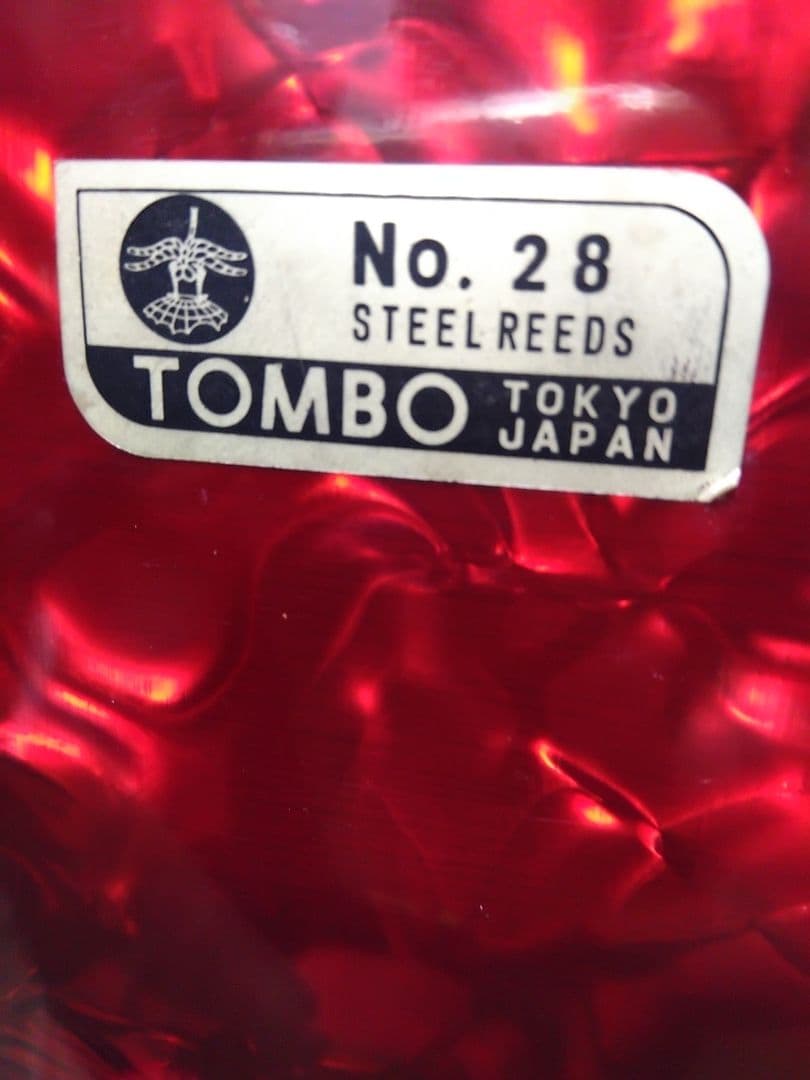 No. 28
STEEL REEDS
TOMBO TOKYO
JAPAN